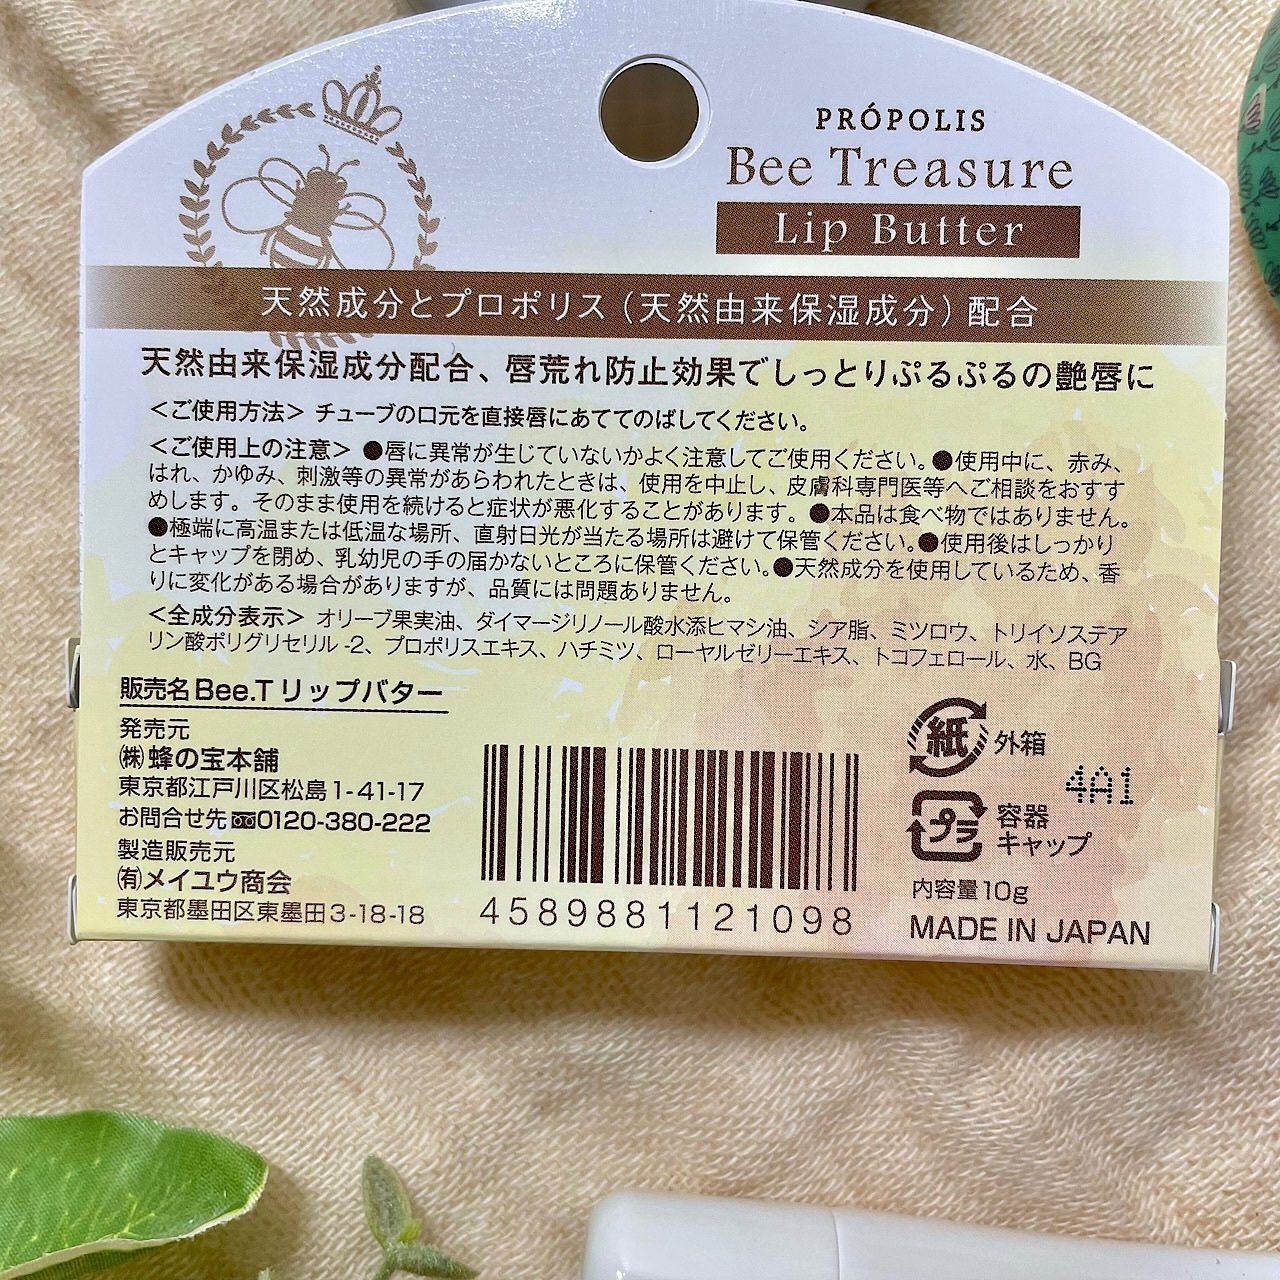 PRÓPOLIS
Bee Treasure
Lip Butter
天然成分とプロポリス(天然由来保湿成分)配合
天然由来保湿成分配合、唇荒れ防止効果でしっとりぷるぷるの艶唇に
<ご使用方法> チューブの口元を直接唇にあててのばしてください。
<ご使用上の注意> ●唇に異常が生じていないかよく注意してご使用ください。●使用中に、赤み、
はれ、かゆみ、刺激等の異常があらわれたときは、使用を中止し、皮膚科専門医等へご相談をおすす
めします。そのまま使用を続けると症状が悪化することがあります。●本品は食べ物ではありません。
●極端に高温または低温な場所、直射日光が当たる場所は避けて保管ください。●使用後はしっかり
とキャップを閉め、乳幼児の手の届かないところに保管ください。●天然成分を使用しているため、香
りに変化がある場合がありますが、品質には問題ありません。
<全成分表示> オリーブ果実油、ダイマージリノール酸水添ヒマシ油、シア脂、ミツロウ、トリイソステア
リン酸ポリグリセリル-2、プロポリスエキス、ハチミツ、ローヤルゼリーエキス、トコフェロール、水、BG
販売名Bee.Tリップバター
発売元
㈱蜂の宝本舗
東京都江戸川区松島1-41-17
お問合せ先 0120-380-222
製造販売元
㈲メイユウ商会
東京都墨田区東墨田3-18-18
4589881121098
紙 外箱
4A1
プラ 容器
キャップ
内容量10g
MADE IN JAPAN